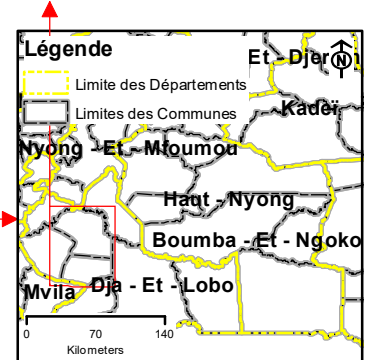 Légende
Et - Djerem
N
Limite des Départements
Kadeï
Limites des Communes
Nyong - Et - Mfoumou
Haut - Nyong
Boumba - Et - Ngoko
Mvila
Dja - Et - Lobo
0 70 140
Kilometers